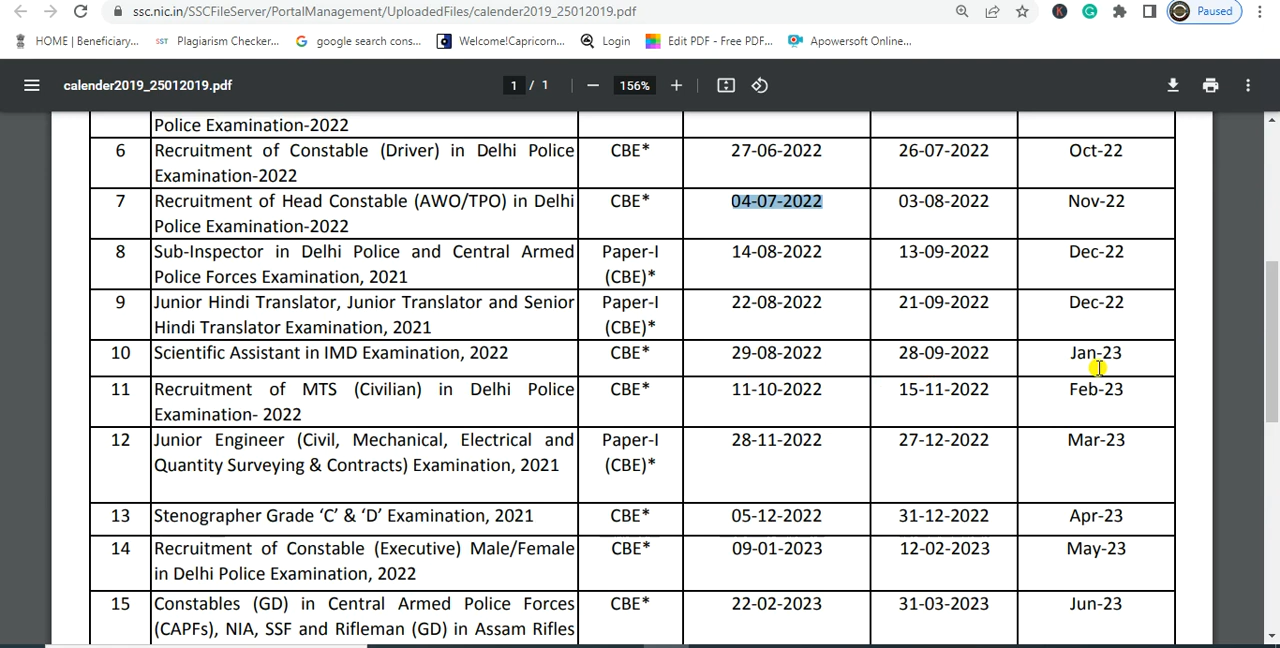 ssc.nic.in/SSCFileServer/PortalManagement/UploadedFiles/calender2019_25012019.pdf
Paused
HOME | Beneficiary...
SST Plagiarism Checker...
google search cons...
Welcome!Capricorn...
Login
Edit PDF - Free PDF...
Apowersoft Online...
calender2019_25012019.pdf
1 / 1
156%
Police Examination-2022
6 Recruitment of Constable (Driver) in Delhi Police CBE* 27-06-2022 26-07-2022 Oct-22
Examination-2022
7 Recruitment of Head Constable (AWO/TPO) in Delhi CBE* 04-07-2022 03-08-2022 Nov-22
Police Examination-2022
8 Sub-Inspector in Delhi Police and Central Armed Paper-I 14-08-2022 13-09-2022 Dec-22
Police Forces Examination, 2021 (CBE)*
9 Junior Hindi Translator, Junior Translator and Senior Paper-I 22-08-2022 21-09-2022 Dec-22
Hindi Translator Examination, 2021 (CBE)*
10 Scientific Assistant in IMD Examination, 2022 CBE* 29-08-2022 28-09-2022 Jan-23
11 Recruitment of MTS (Civilian) in Delhi Police CBE* 11-10-2022 15-11-2022 Feb-23
Examination- 2022
12 Junior Engineer (Civil, Mechanical, Electrical and Paper-I 28-11-2022 27-12-2022 Mar-23
Quantity Surveying & Contracts) Examination, 2021 (CBE)*
13 Stenographer Grade ‘C’ & ‘D’ Examination, 2021 CBE* 05-12-2022 31-12-2022 Apr-23
14 Recruitment of Constable (Executive) Male/Female CBE* 09-01-2023 12-02-2023 May-23
in Delhi Police Examination, 2022
15 Constables (GD) in Central Armed Police Forces CBE* 22-02-2023 31-03-2023 Jun-23
(CAPFs), NIA, SSF and Rifleman (GD) in Assam Rifles